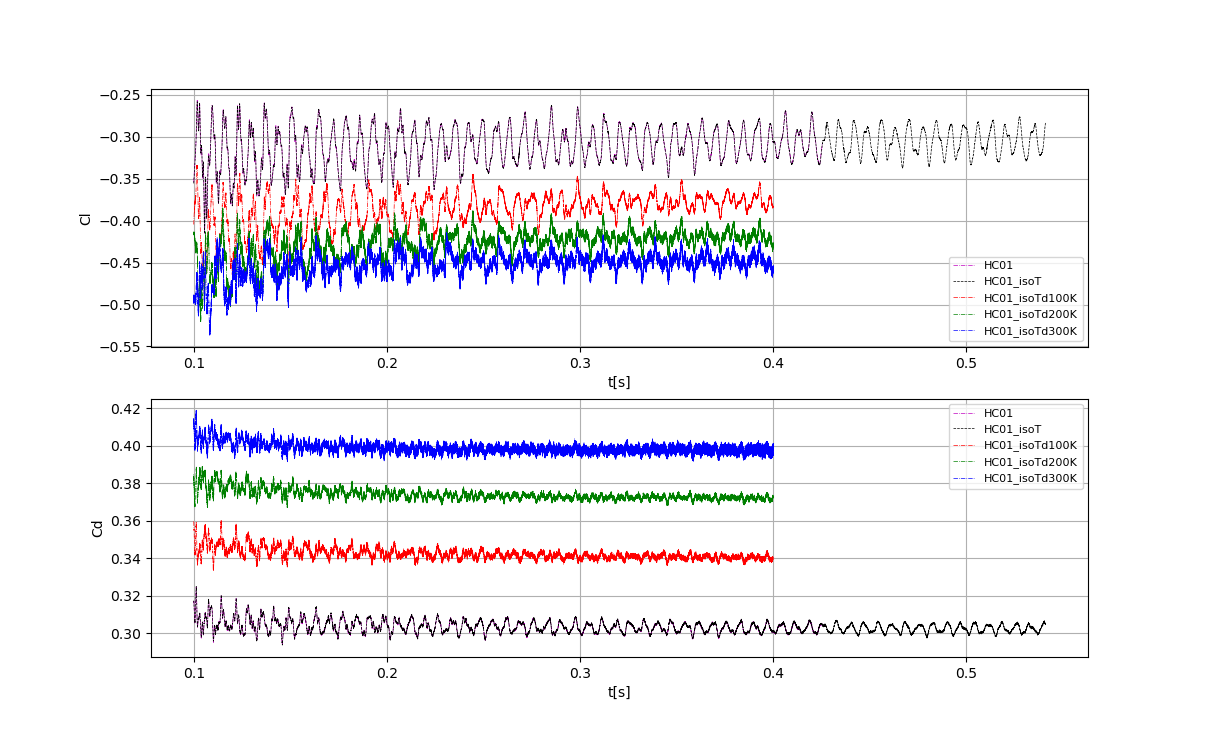 −0.25
−0.30
−0.35
−0.40
−0.45
−0.50
−0.55
Cl
HC01
HC01_isoT
HC01_isoTd100K
HC01_isoTd200K
HC01_isoTd300K
0.1 0.2 0.3 0.4 0.5
t[s]
0.42
0.40
0.38
0.36
0.34
0.32
0.30
Cd
HC01
HC01_isoT
HC01_isoTd100K
HC01_isoTd200K
HC01_isoTd300K
0.1 0.2 0.3 0.4 0.5
t[s]